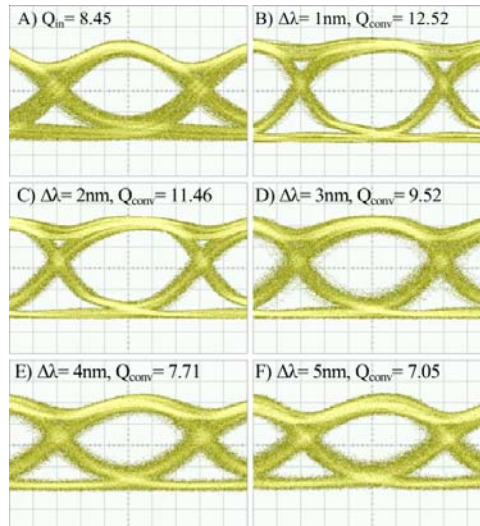 A) Qin= 8.45
B) Δλ= 1nm, Qconv= 12.52
C) Δλ= 2nm, Qconv= 11.46
D) Δλ= 3nm, Qconv= 9.52
E) Δλ= 4nm, Qconv= 7.71
F) Δλ= 5nm, Qconv= 7.05